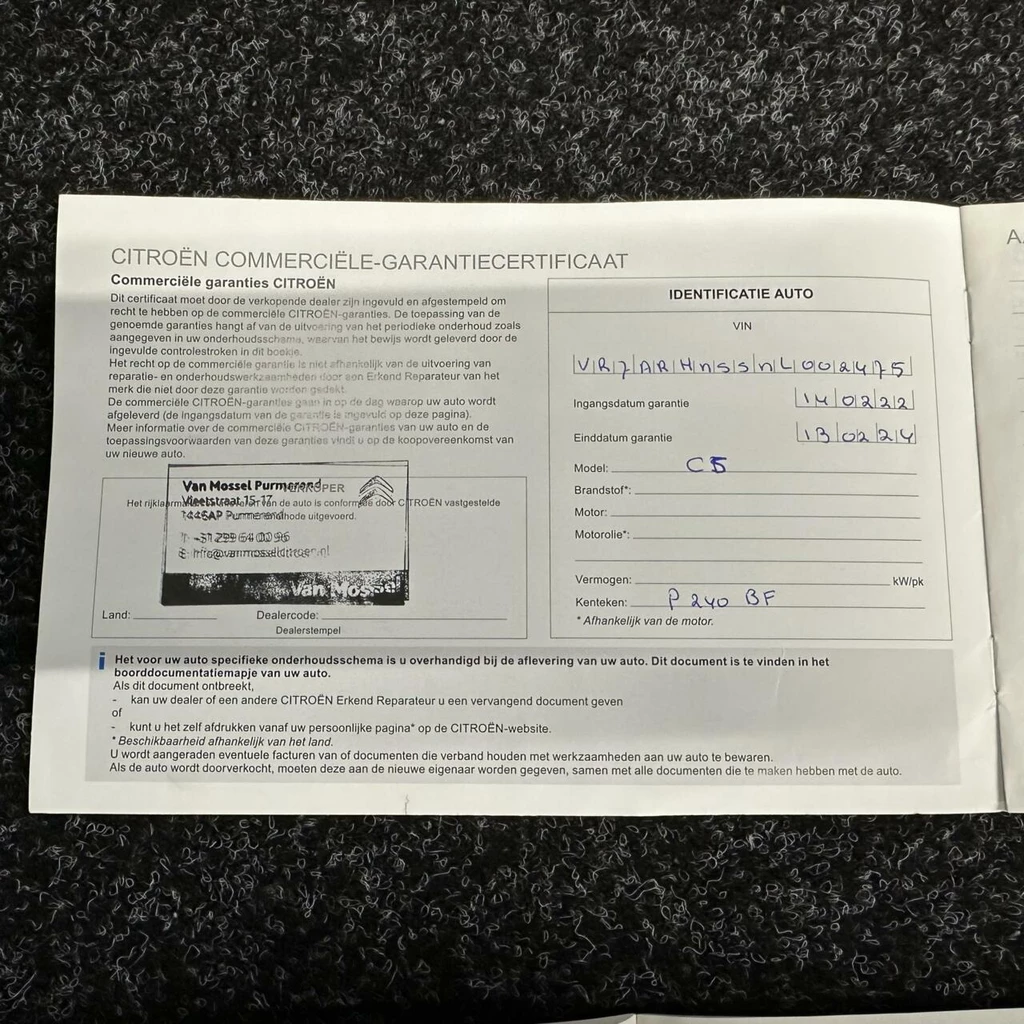 CITROËN COMMERCIËLE-GARANTIECERTIFICAAT
Commerciële garanties CITROËN
Dit certificaat moet door de verkopende dealer zijn ingevuld en afgestempeld om
recht te hebben op de commerciële CITROËN-garanties. De toepassing van de
genoemde garanties hangt af van de uitvoering van het periodieke onderhoud zoals
aangegeven in uw onderhoudsschema, waarvan het bewijs wordt geleverd door de
ingevulde controlestroken in dit boekje.
Het recht op de commerciële garantie is niet afhankelijk van de uitvoering van
reparatie- en onderhoudswerkzaamheden door een Erkend Reparateur van het
merk die niet door deze garantie worden gedekt.
De commerciële CITROËN-garanties gaan in op de dag waarop uw auto wordt
afgeleverd (de ingangsdatum van de garantie is ingevuld op deze pagina).
Meer informatie over de commerciële CITROËN-garanties van uw auto en de
toepassingsvoorwaarden van deze garanties vindt u op de koopovereenkomst van
uw nieuwe auto.
Van Mossel Purmerend
Vleetstraat 15-17
Het rijklaarmaken van de auto is conform de door CITROËN vastgestelde
1446AP Purmerend
methode uitgevoerd.
Van Mossel
Land:
Dealercode:
Dealerstempel
IDENTIFICATIE AUTO
VIN
VR7ARHNSSNL002475
Ingangsdatum garantie 140222
Einddatum garantie 130224
Model: C5
Brandstof*:
Motor:
Motorolie*:
Vermogen: kW/pk
Kenteken: P 240 BF
* Afhankelijk van de motor.
i Het voor uw auto specifieke onderhoudsschema is u overhandigd bij de aflevering van uw auto. Dit document is te vinden in het
boorddocumentatiemapje van uw auto.
Als dit document ontbreekt,
- kan uw dealer of een andere CITROËN Erkend Reparateur u een vervangend document geven
of
- kunt u het zelf afdrukken vanaf uw persoonlijke pagina* op de CITROËN-website.
* Beschikbaarheid afhankelijk van het land.
U wordt aangeraden eventuele facturen van of documenten die verband houden met werkzaamheden aan uw auto te bewaren.
Als de auto wordt doorverkocht, moeten deze aan de nieuwe eigenaar worden gegeven, samen met alle documenten die te maken hebben met de auto.